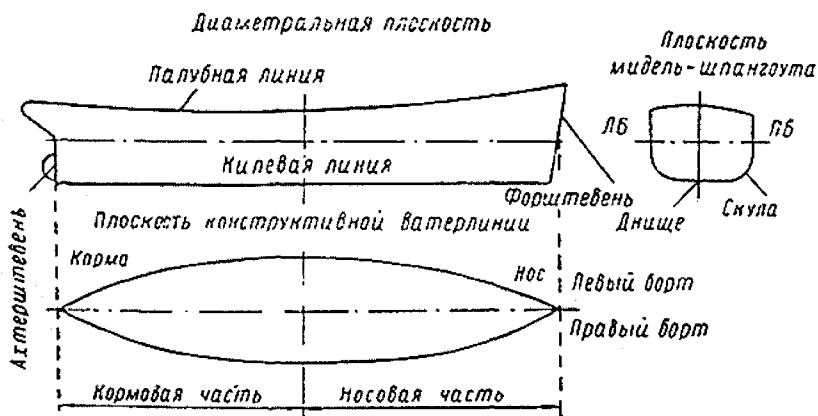 Диаметральная плоскость
Плоскость
мидель-шпангоута
Палубная линия
ЛБ
ПБ
Килевая линия
Форштевень
Днище
Скула
Ахтерштевень
Плоскость конструктивной ватерлинии
Корма
Нос
Левый борт
Правый борт
Кормовая часть
Носовая часть